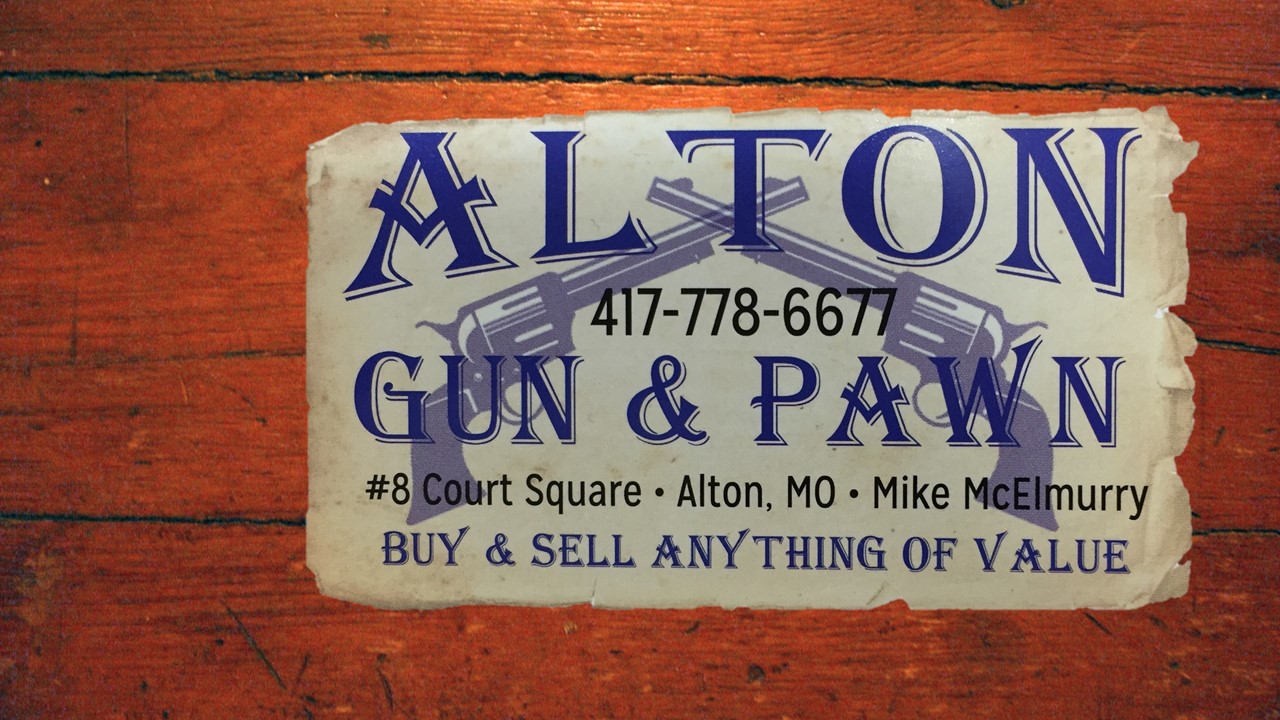 ALTON
417-778-6677
GUN & PAWN
#8 Court Square • Alton, MO • Mike McElmurry
BUY & SELL ANYTHING OF VALUE